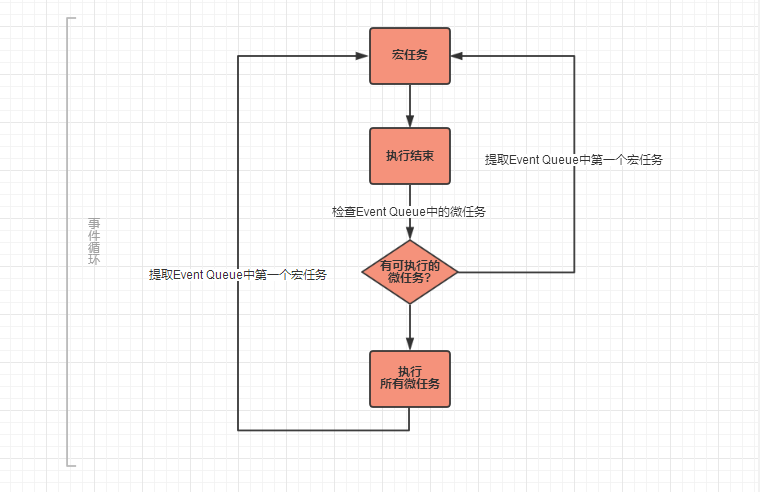 宏任务
执行结束
提取Event Queue中第一个宏任务
检查Event Queue中的微任务
事
件
循
环
有可执行的
微任务?
提取Event Queue中第一个宏任务
执行
所有微任务